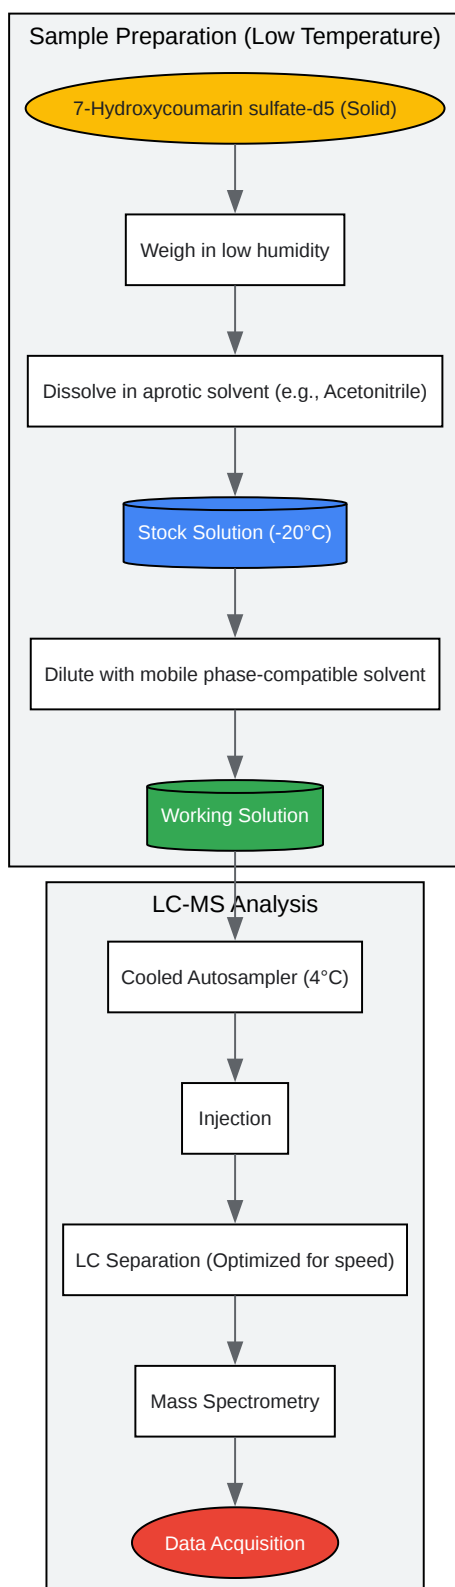 Sample Preparation (Low Temperature)
7-Hydroxycoumarin sulfate-d5 (Solid)
Weigh in low humidity
Dissolve in aprotic solvent (e.g., Acetonitrile)
Stock Solution (-20°C)
Dilute with mobile phase-compatible solvent
Working Solution
LC-MS Analysis
Cooled Autosampler (4°C)
Injection
LC Separation (Optimized for speed)
Mass Spectrometry
Data Acquisition